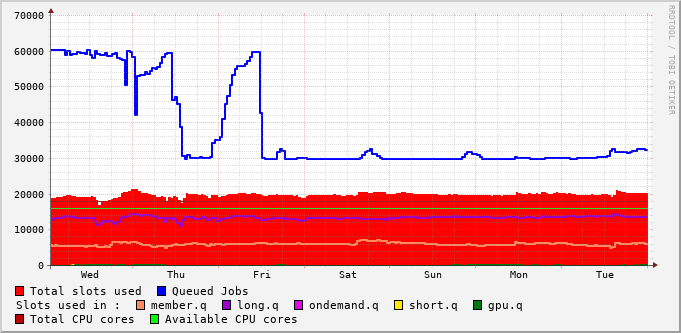 70000
60000
50000
40000
30000
20000
10000
0
Wed Thu Fri Sat Sun Mon Tue
RRDTOOL / TOBI OETIKER
Total slots used Queued Jobs
Slots used in : member.q long.q ondemand.q short.q gpu.q
Total CPU cores Available CPU cores